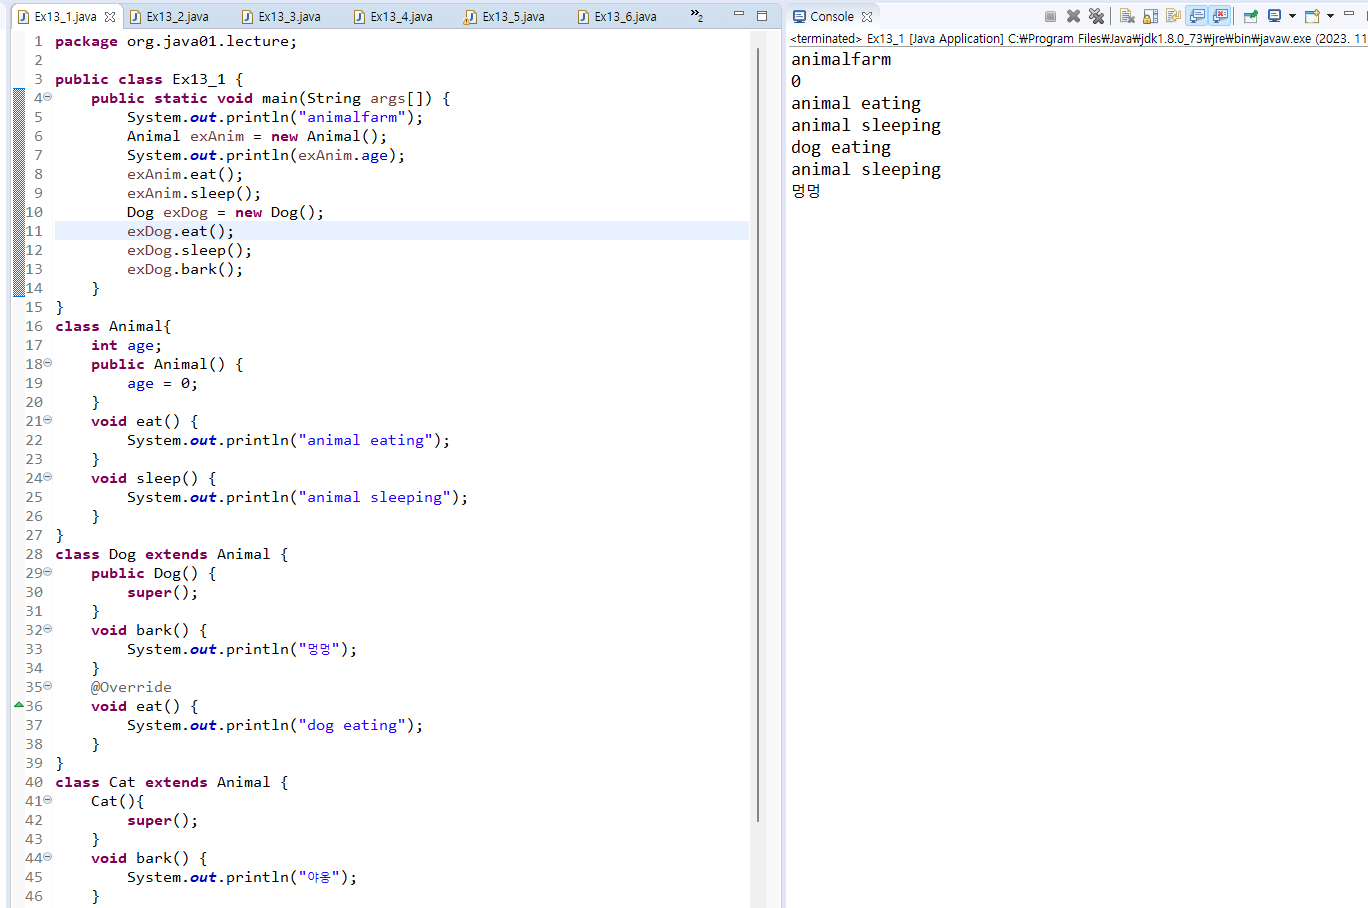 Ex13_1.java Ex13_2.java Ex13_3.java Ex13_4.java Ex13_5.java Ex13_6.java »2
1 package org.java01.lecture;
2
3 public class Ex13_1 {
4 public static void main(String args[]) {
5 System.out.println("animalfarm");
6 Animal exAnim = new Animal();
7 System.out.println(exAnim.age);
8 exAnim.eat();
9 exAnim.sleep();
10 Dog exDog = new Dog();
11 exDog.eat();
12 exDog.sleep();
13 exDog.bark();
14 }
15 }
16 class Animal{
17 int age;
18 public Animal() {
19 age = 0;
20 }
21 void eat() {
22 System.out.println("animal eating");
23 }
24 void sleep() {
25 System.out.println("animal sleeping");
26 }
27 }
28 class Dog extends Animal {
29 public Dog() {
30 super();
31 }
32 void bark() {
33 System.out.println("멍멍");
34 }
35 @Override
36 void eat() {
37 System.out.println("dog eating");
38 }
39 }
40 class Cat extends Animal {
41 Cat(){
42 super();
43 }
44 void bark() {
45 System.out.println("야옹");
46 }
Console
<terminated> Ex13_1 [Java Application] C:₩Program Files₩Java₩jdk1.8.0_73₩jre₩bin₩javaw.exe (2023. 11
animalfarm
0
animal eating
animal sleeping
dog eating
animal sleeping
멍멍